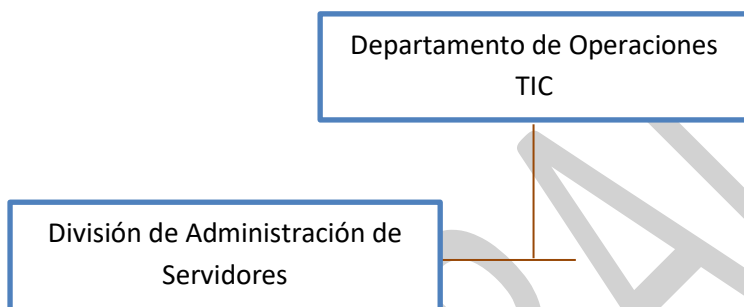 Departamento de Operaciones
TIC
División de Administración de
Servidores